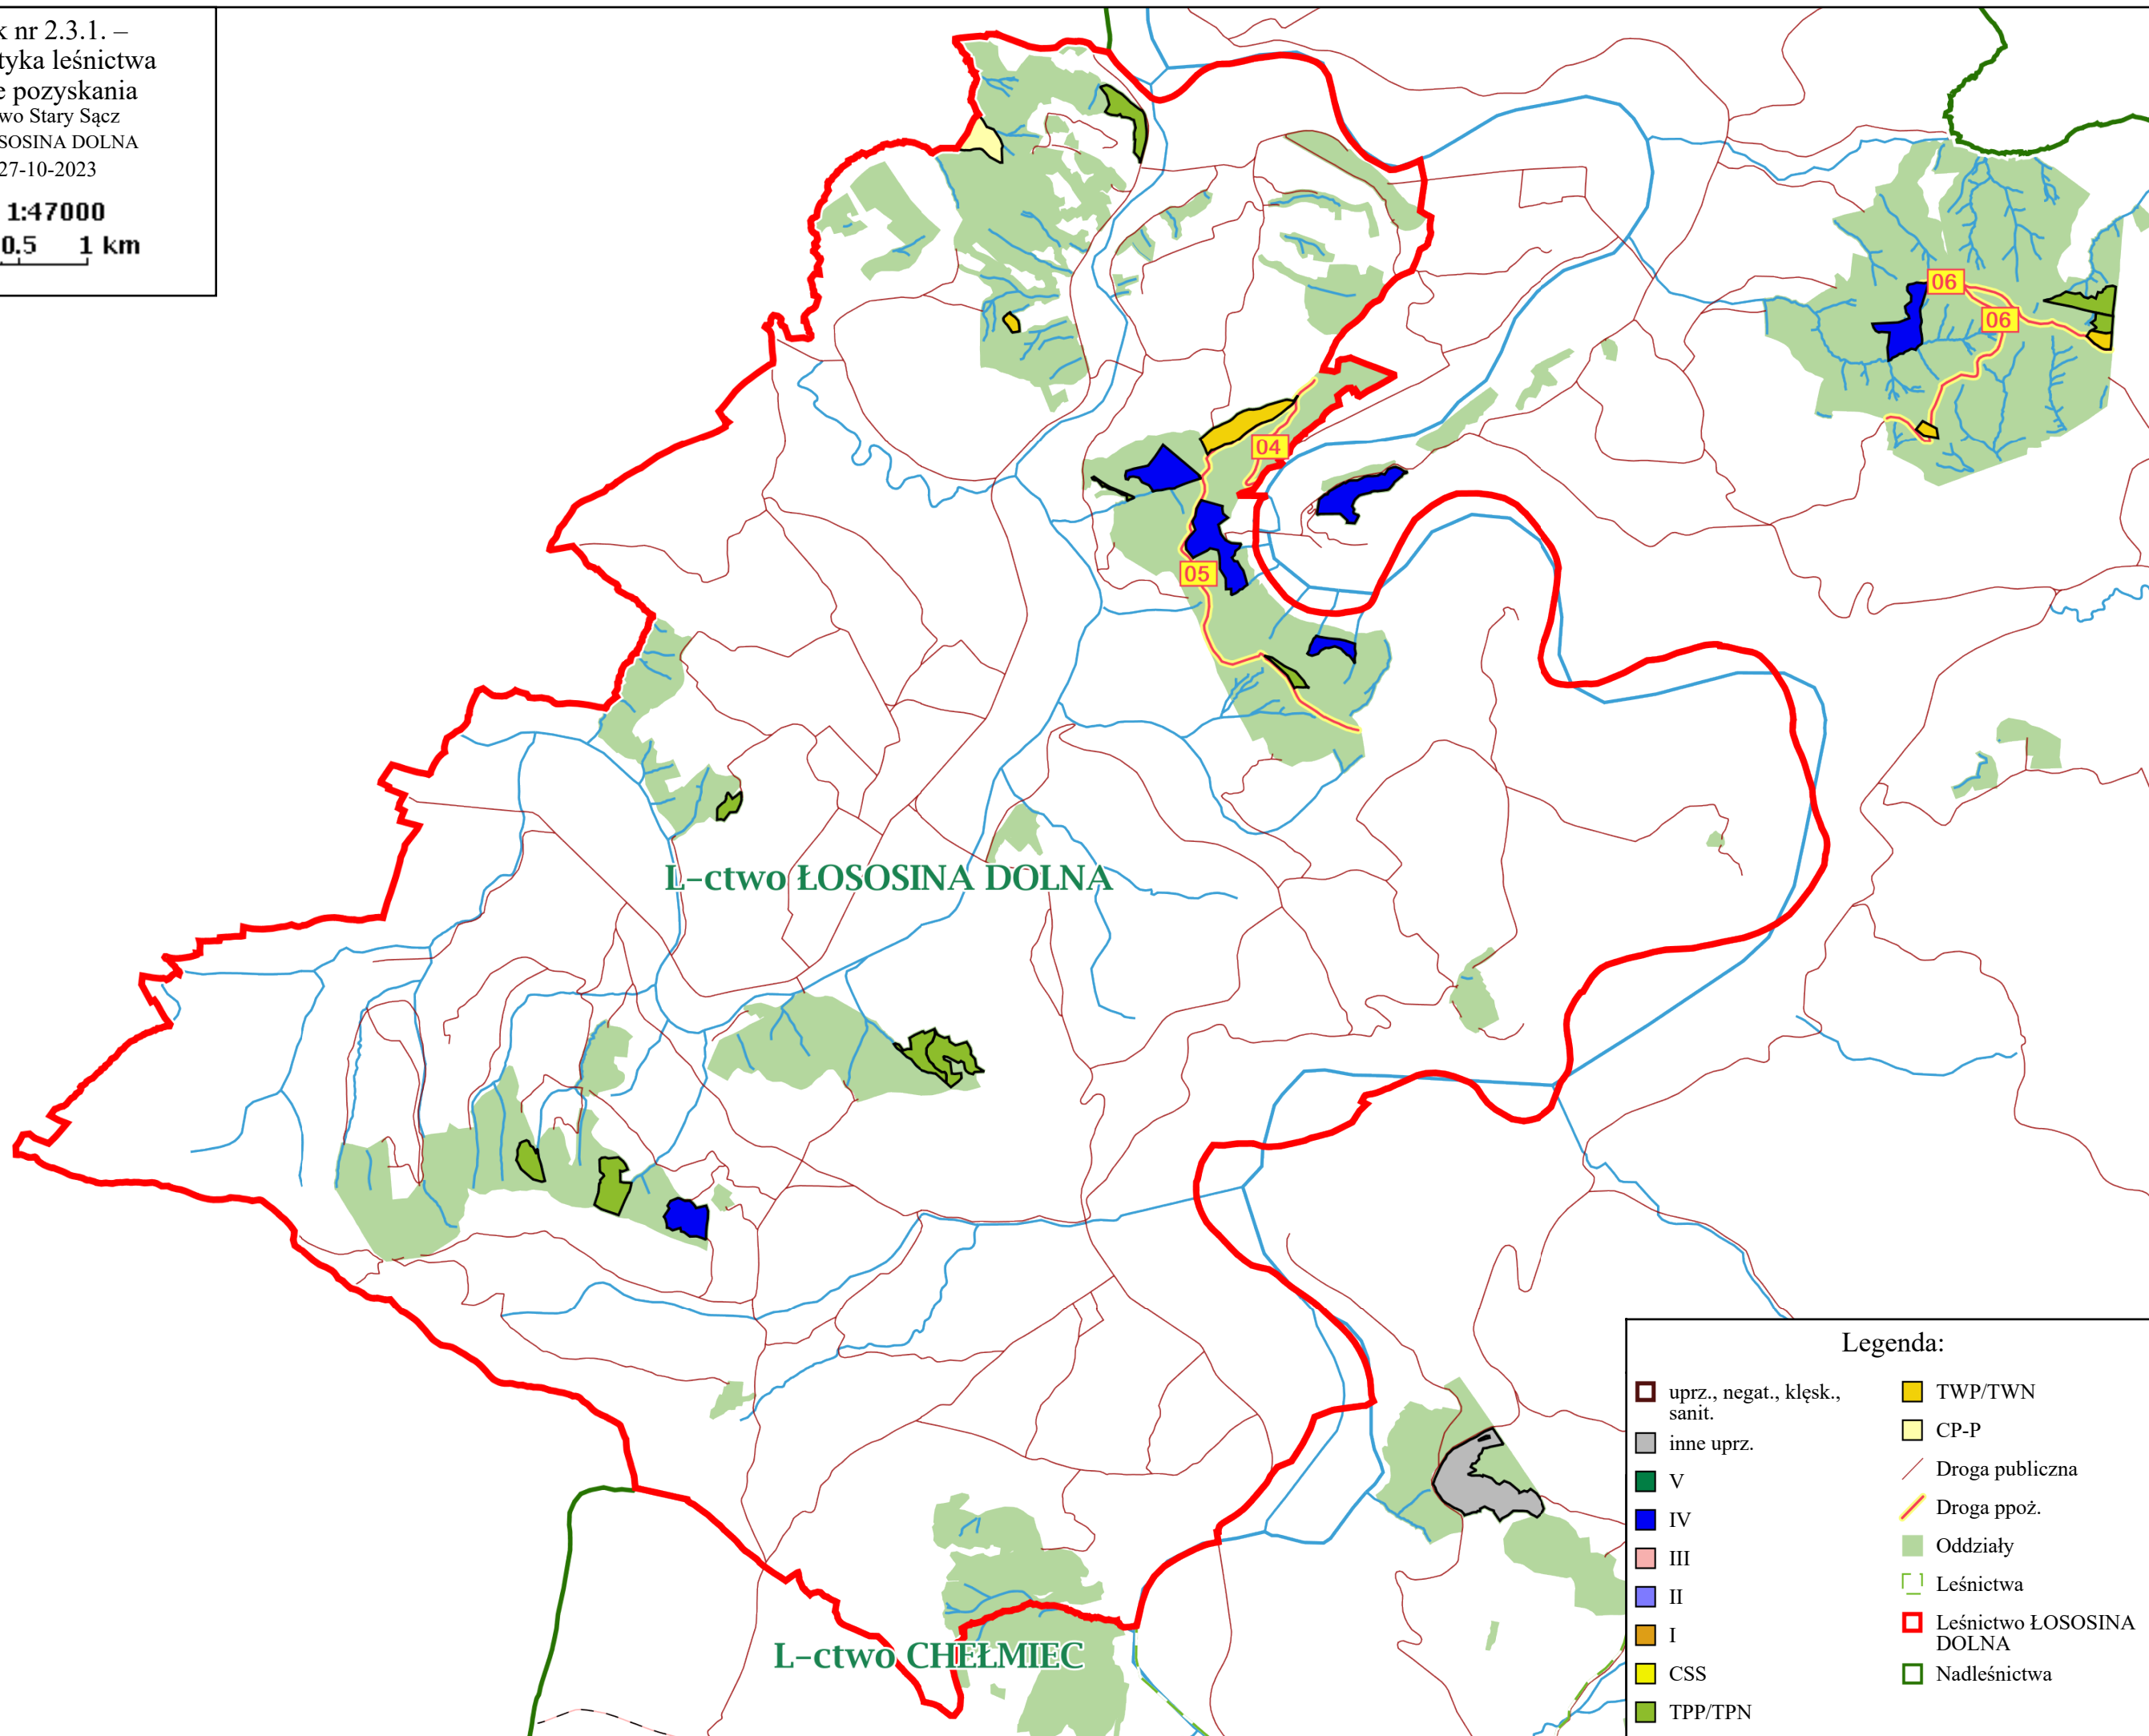 k nr 2.3.1. –
tyka leśnictwa
e pozyskania
wo Stary Sącz
SOSINA DOLNA
27-10-2023
1:47000
0.5 1 km
06
06
04
05
L-ctwo ŁOSOSINA DOLNA
L-ctwo CHEŁMIEC
Legenda:
uprz., negat., klęsk.,
sanit.
inne uprz.
V
IV
III
II
I
CSS
TPP/TPN
TWP/TWN
CP-P
Droga publiczna
Droga ppoż.
Oddziały
Leśnictwa
Leśnictwo ŁOSOSINA
DOLNA
Nadleśnictwa